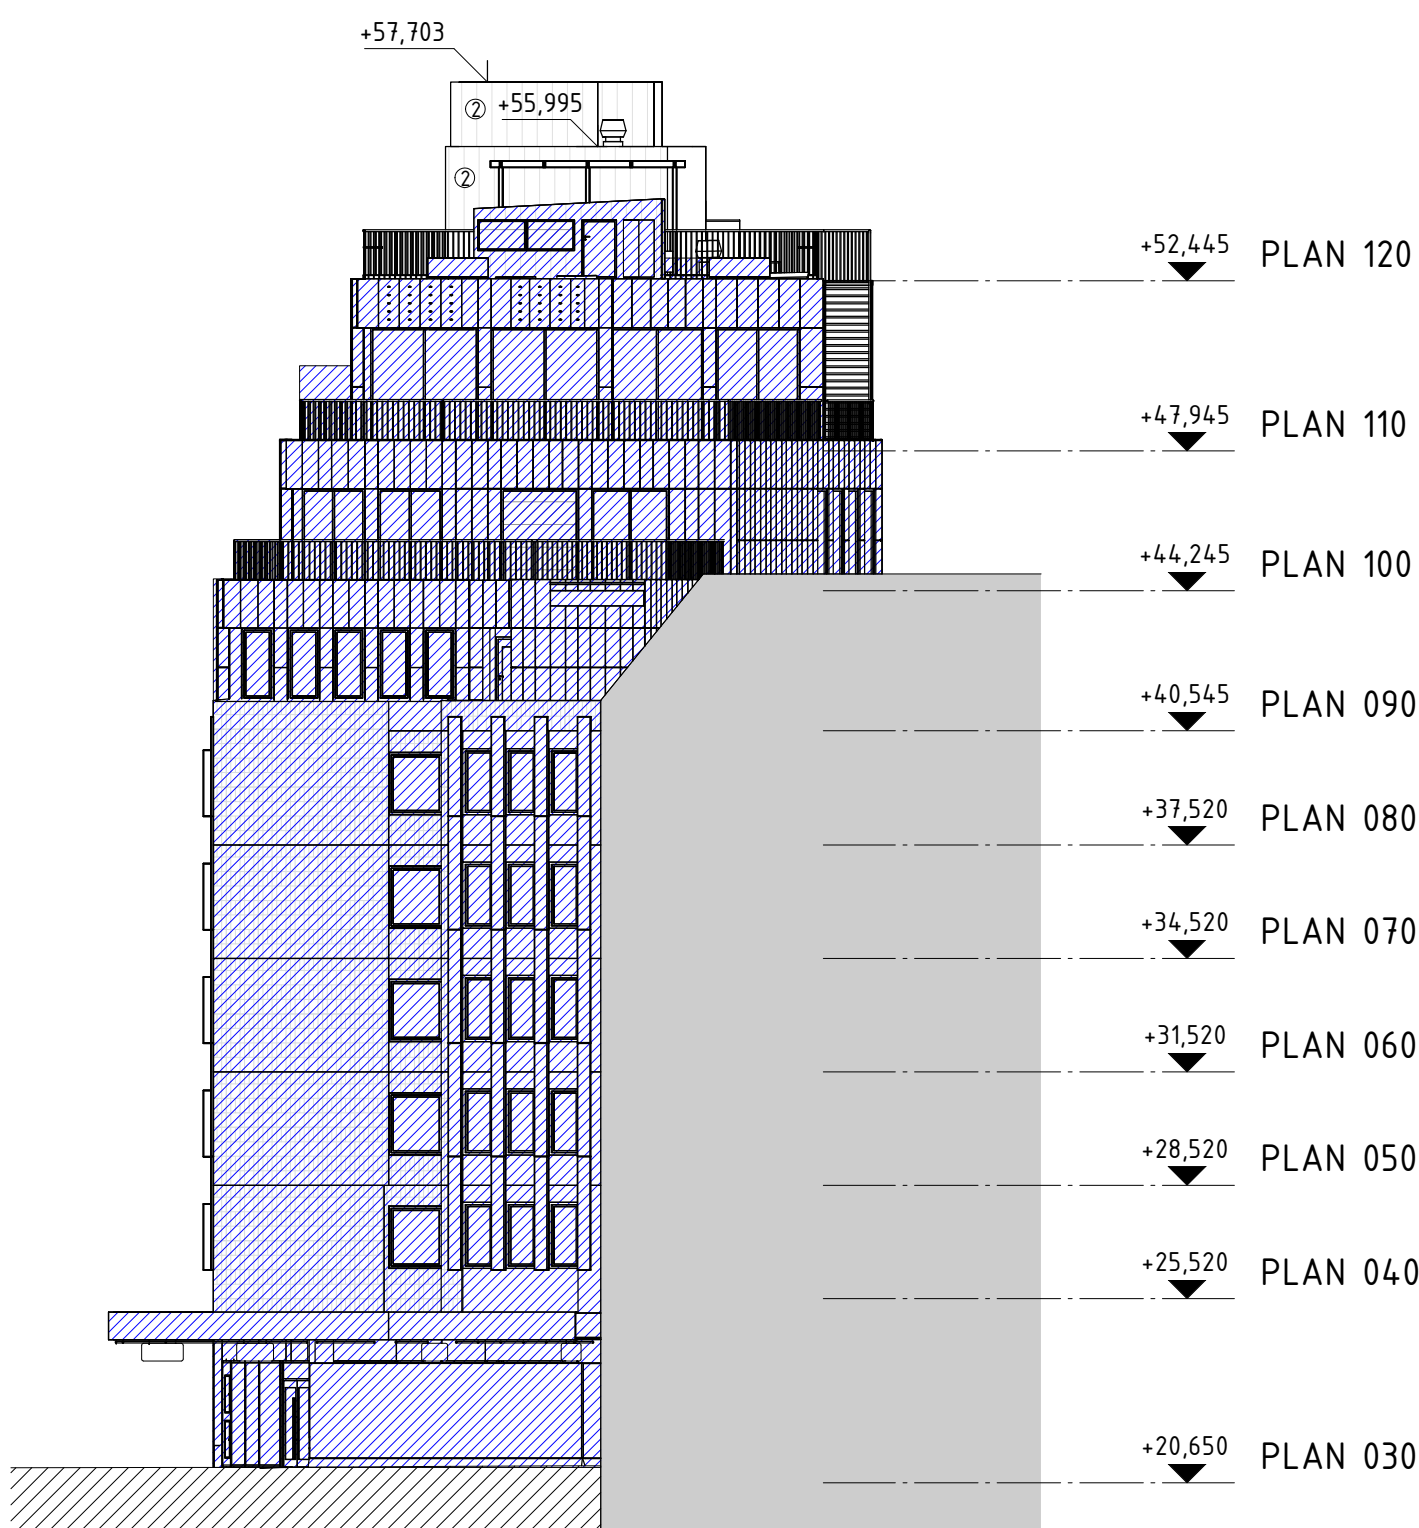 +57,703
② +55,995
②
+52,445 PLAN 120
+47,945 PLAN 110
+44,245 PLAN 100
+40,545 PLAN 090
+37,520 PLAN 080
+34,520 PLAN 070
+31,520 PLAN 060
+28,520 PLAN 050
+25,520 PLAN 040
+20,650 PLAN 030